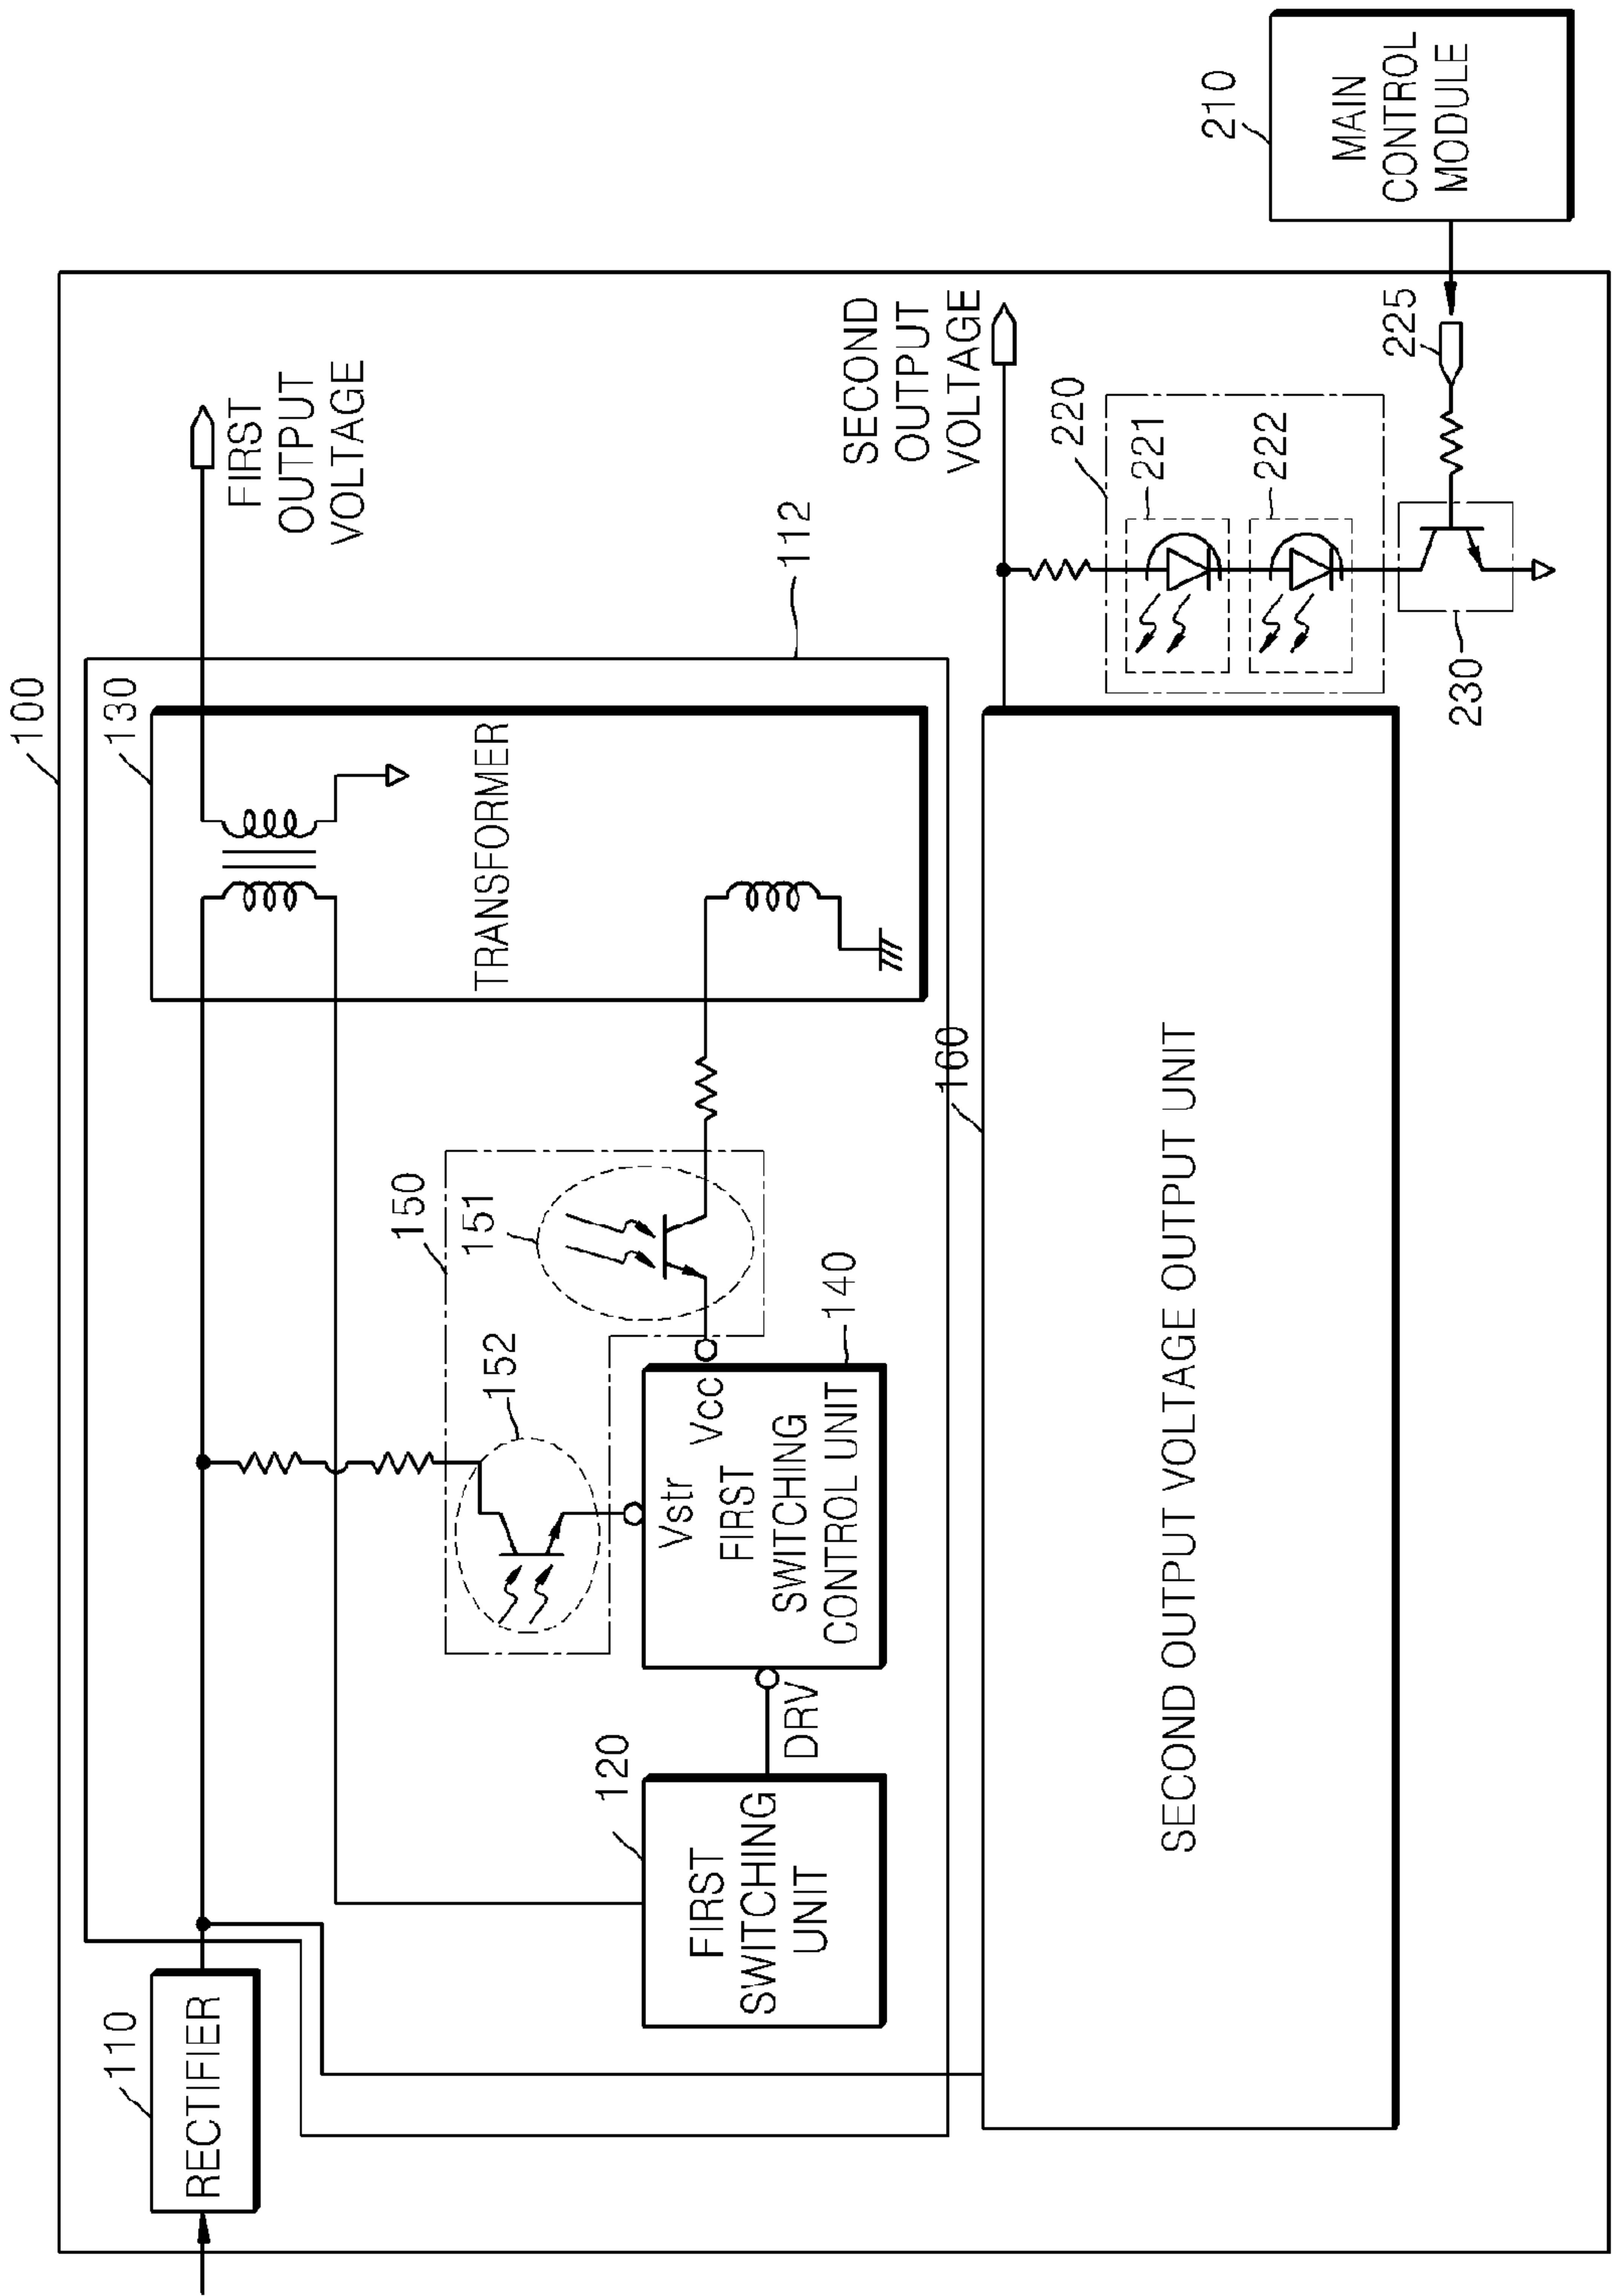 100
110
RECTIFIER
130
TRANSFORMER
FIRST
OUTPUT
VOLTAGE
112
150
151
152
120
FIRST
SWITCHING
UNIT
DRV
Vstr
Vcc
FIRST
SWITCHING
CONTROL UNIT
140
160
SECOND OUTPUT VOLTAGE OUTPUT UNIT
SECOND
OUTPUT
VOLTAGE
220
221
222
230
225
210
MAIN
CONTROL
MODULE